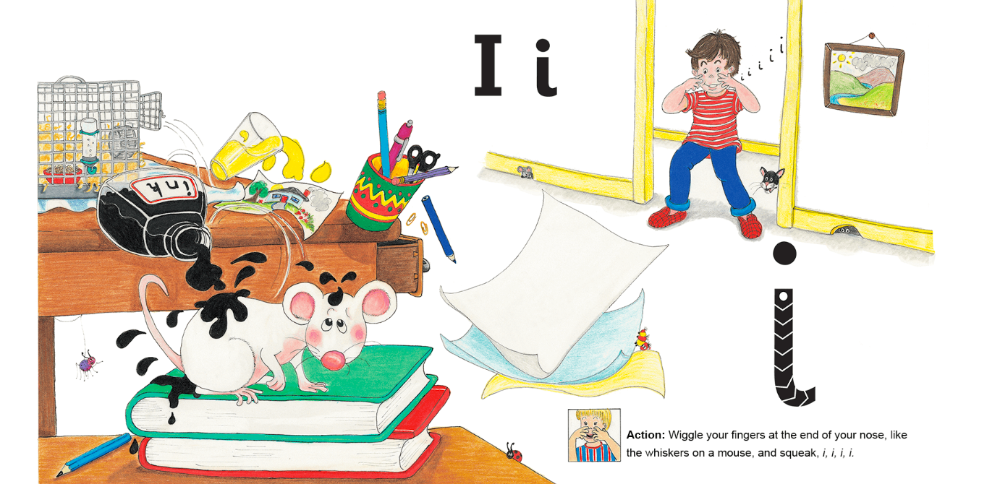 I i
i i i i i
ink
i
Action: Wiggle your fingers at the end of your nose, like
the whiskers on a mouse, and squeak, i, i, i, i.